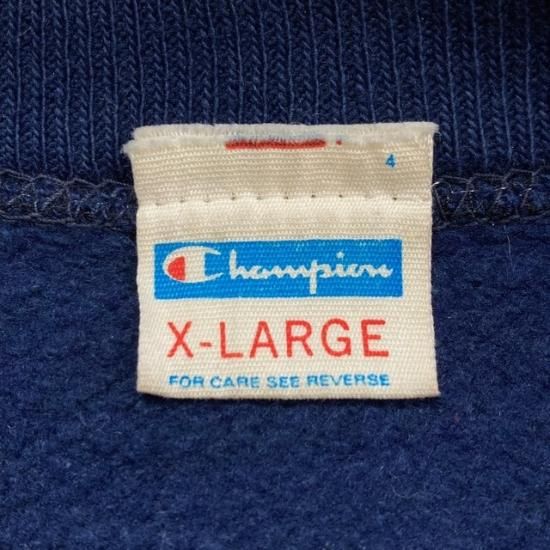 4
Champion
X-LARGE
FOR CARE SEE REVERSE